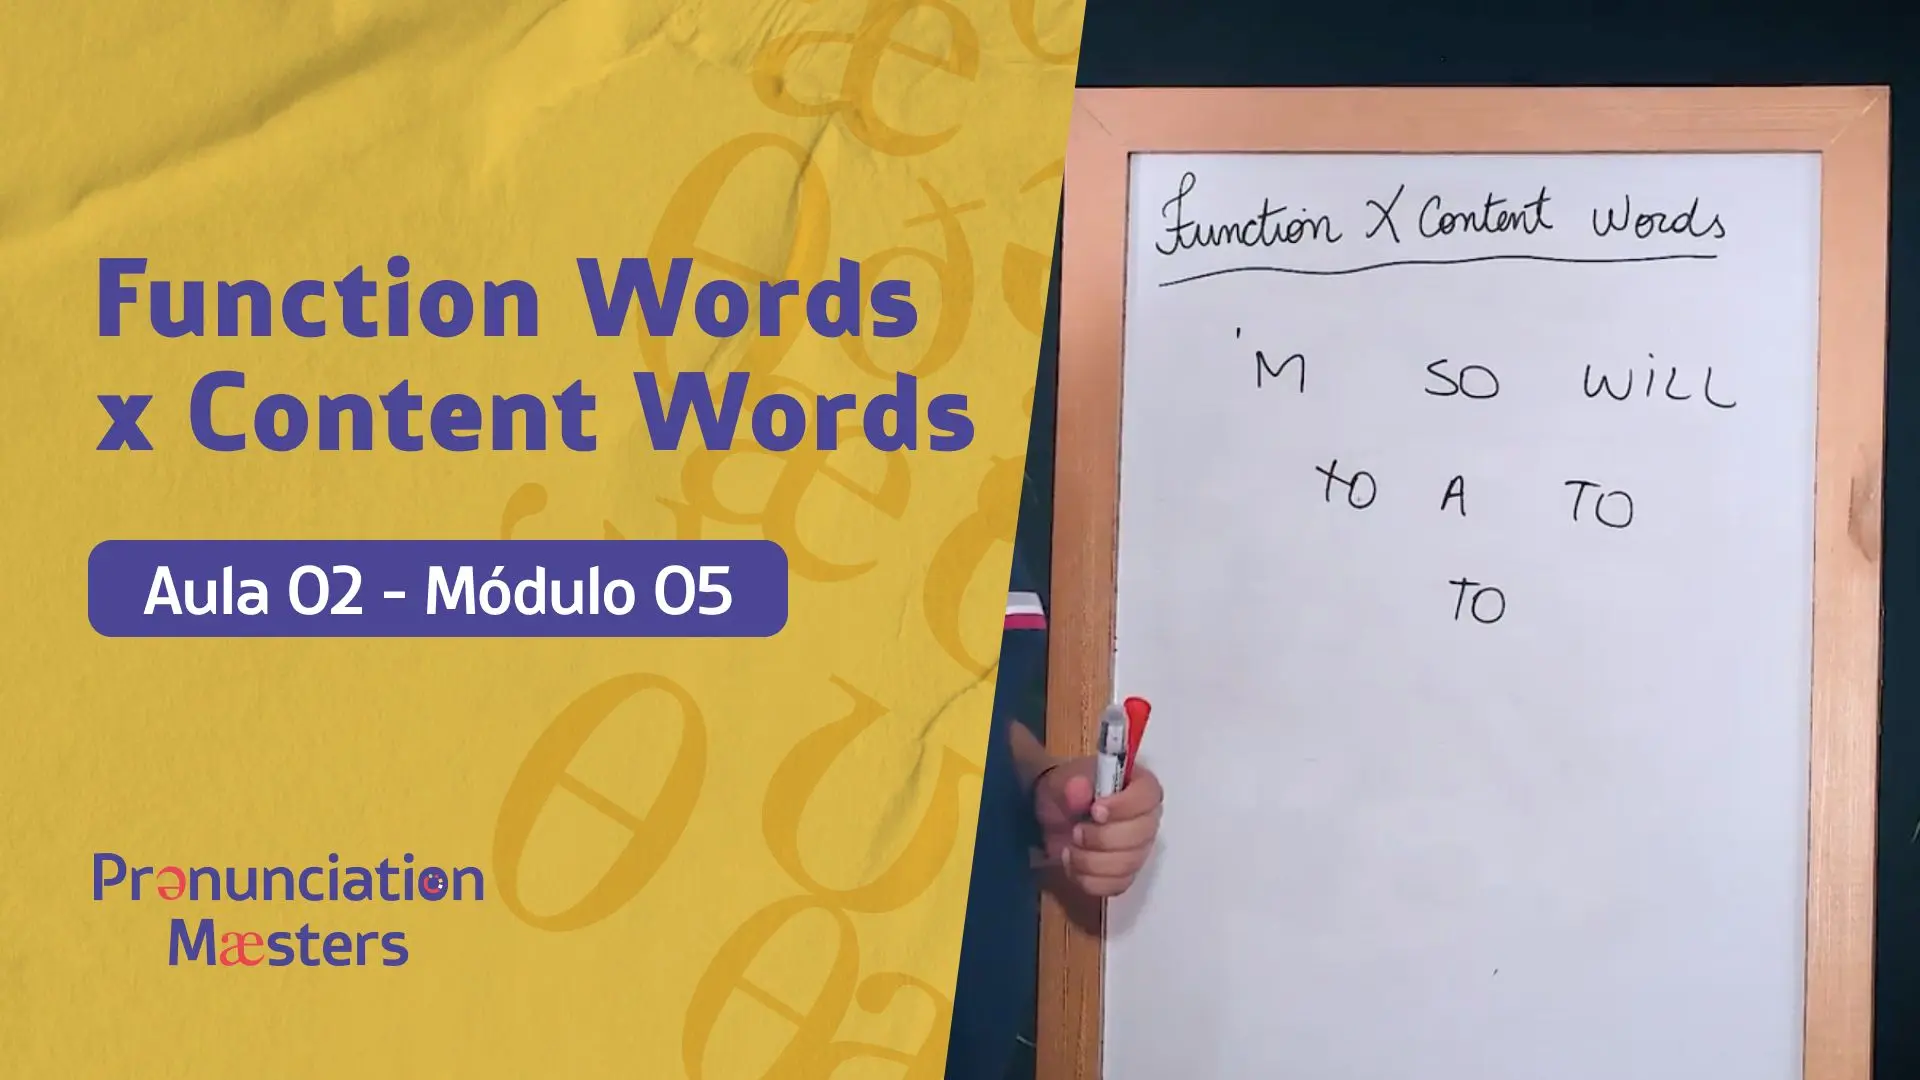 Function Words
x Content Words
Aula 02 - Módulo 05
Prənunciation
Mæsters
Function X Content Words
'M SO WiLL
to A TO
TO